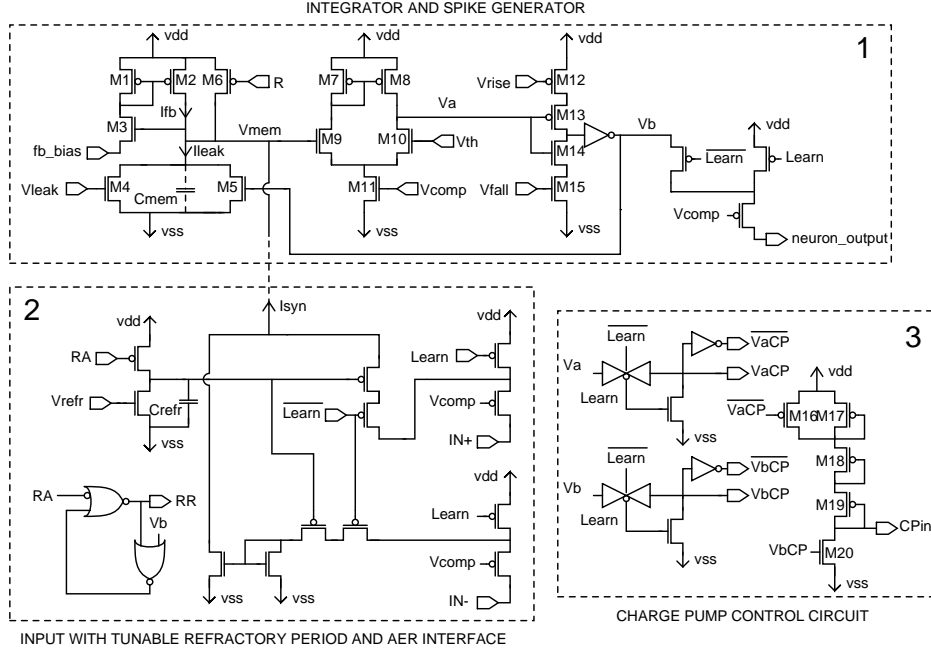 INTEGRATOR AND SPIKE GENERATOR
1
vdd
vdd
vdd
M1
M2
M6
R
M7
M8
Vrise
M12
Ifb
Va
M13
M3
Vmem
M9
M10
Vth
M14
Vb
vdd
Learn
Learn
fb_bias
Ileak
Vleak
M4
Cmem
M5
M11
Vcomp
Vfall
M15
Vcomp
vss
vss
vss
neuron_output
2
Isyn
vdd
vdd
RA
Learn
Vrefr
Crefr
Learn
Vcomp
vss
IN+
vdd
RA
RR
Vb
Learn
Vcomp
vss
vss
IN-
INPUT WITH TUNABLE REFRACTORY PERIOD AND AER INTERFACE
3
Learn
VaCP
Va
VaCP
vdd
Learn
VaCP
M16
M17
vss
Learn
VbCP
M18
Vb
VbCP
M19
Learn
CPin
VbCP
M20
vss
vss
CHARGE PUMP CONTROL CIRCUIT